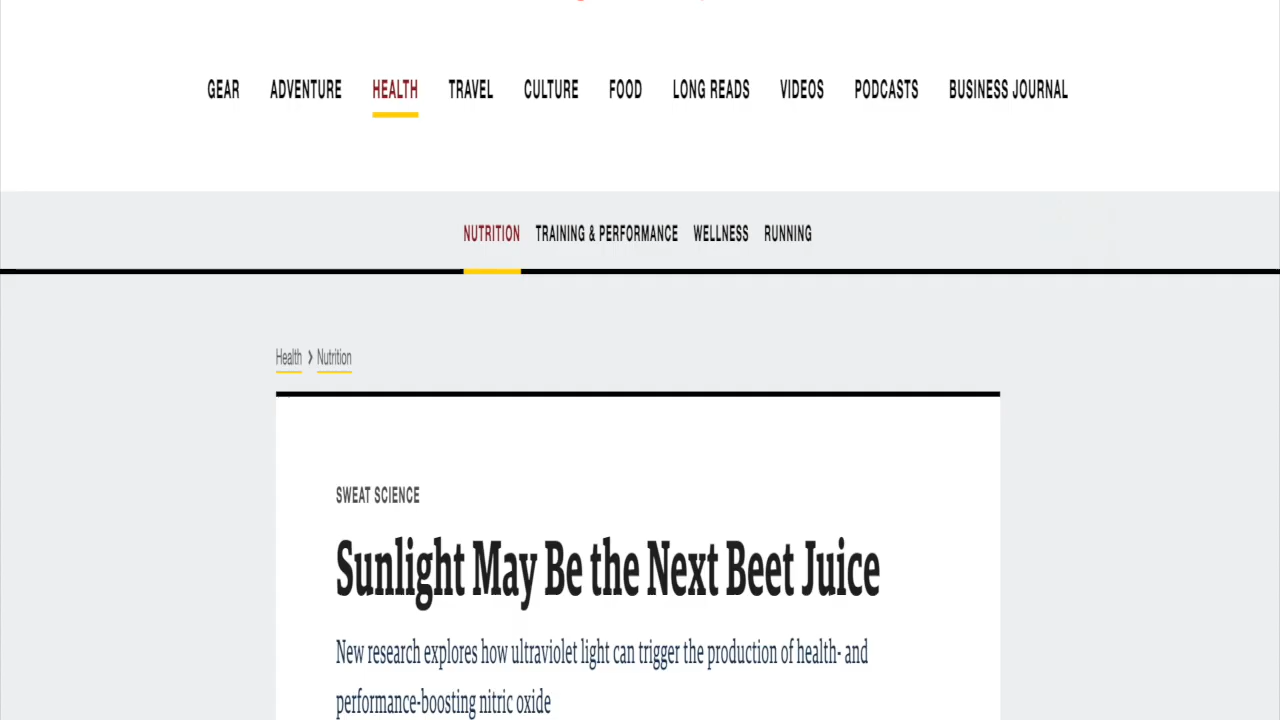 GEAR ADVENTURE HEALTH TRAVEL CULTURE FOOD LONG READS VIDEOS PODCASTS BUSINESS JOURNAL
NUTRITION TRAINING & PERFORMANCE WELLNESS RUNNING
Health › Nutrition
SWEAT SCIENCE
Sunlight May Be the Next Beet Juice
New research explores how ultraviolet light can trigger the production of health- and
performance-boosting nitric oxide